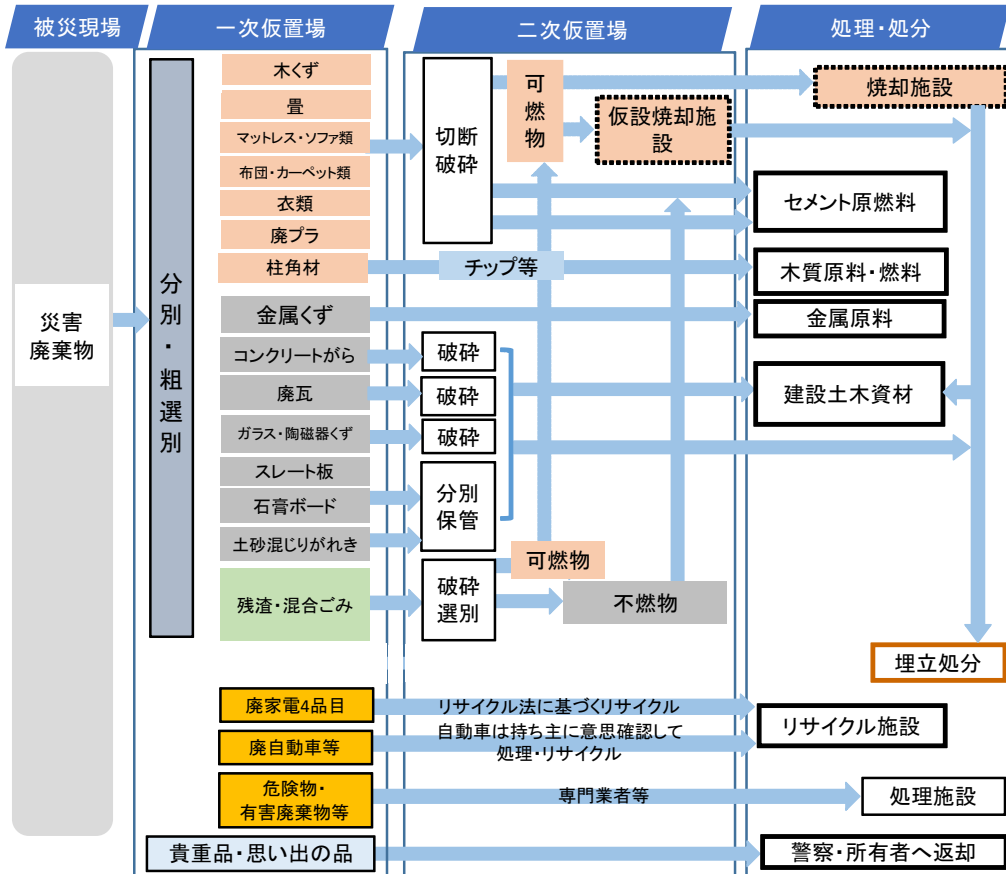 被災現場
一次仮置場
二次仮置場
処理・処分
災害
廃棄物
分別・粗選別
木くず
畳
マットレス・ソファ類
布団・カーペット類
衣類
廃プラ
柱角材
金属くず
コンクリートがら
廃瓦
ガラス・陶磁器くず
スレート板
石膏ボード
土砂混じりがれき
残渣・混合ごみ
廃家電4品目
廃自動車等
危険物・
有害廃棄物等
貴重品・思い出の品
切断
破砕
可燃物
仮設焼却施
設
チップ等
破砕
破砕
破砕
分別
保管
破砕
選別
可燃物
不燃物
リサイクル法に基づくリサイクル
自動車は持ち主に意思確認して
処理・リサイクル
専門業者等
焼却施設
セメント原燃料
木質原料・燃料
金属原料
建設土木資材
埋立処分
リサイクル施設
処理施設
警察・所有者へ返却